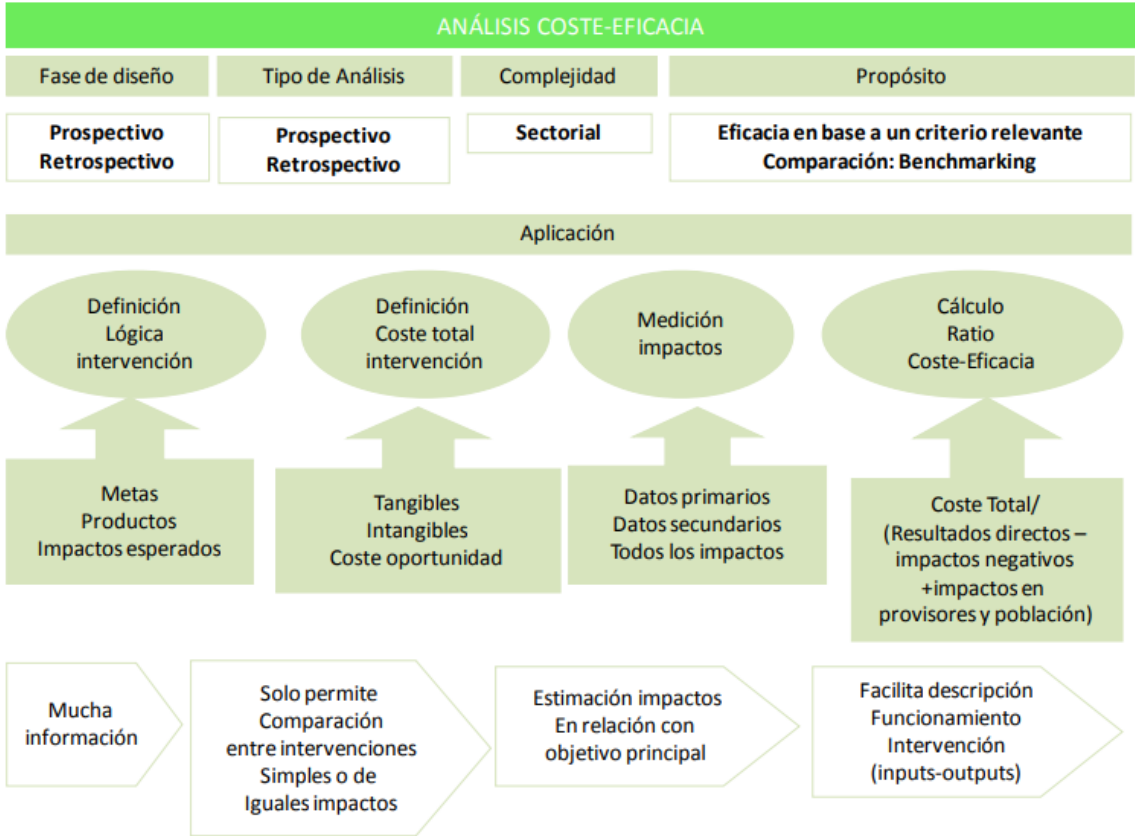 ANÁLISIS COSTE-EFICACIA
Fase de diseño
Tipo de Análisis
Complejidad
Propósito
Prospectivo
Retrospectivo
Prospectivo
Retrospectivo
Sectorial
Eficacia en base a un criterio relevante
Comparación: Benchmarking
Aplicación
Definición
Lógica
intervención
Definición
Coste total
intervención
Medición
impactos
Cálculo
Ratio
Coste-Eficacia
Metas
Productos
Impactos esperados
Tangibles
Intangibles
Coste oportunidad
Datos primarios
Datos secundarios
Todos los impactos
Coste Total/
(Resultados directos –
impactos negativos
+impactos en
provisores y población)
Mucha
información
Solo permite
Comparación
entre intervenciones
Simples o de
Iguales impactos
Estimación impactos
En relación con
objetivo principal
Facilita descripción
Funcionamiento
Intervención
(inputs-outputs)